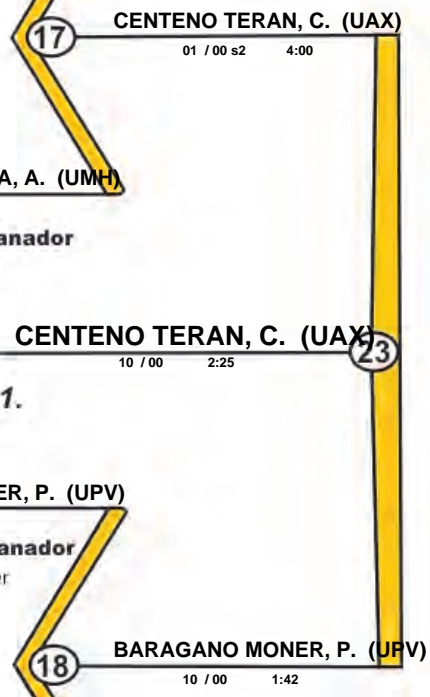 17
CENTENO TERAN, C. (UAX)
01 / 00 s2 4:00
A, A. (UMH)
anador
CENTENO TERAN, C. (UAX)
23
10 / 00 2:25
1.
ER, P. (UPV)
anador
er
18
BARAGANO MONER, P. (UPV)
10 / 00 1:42